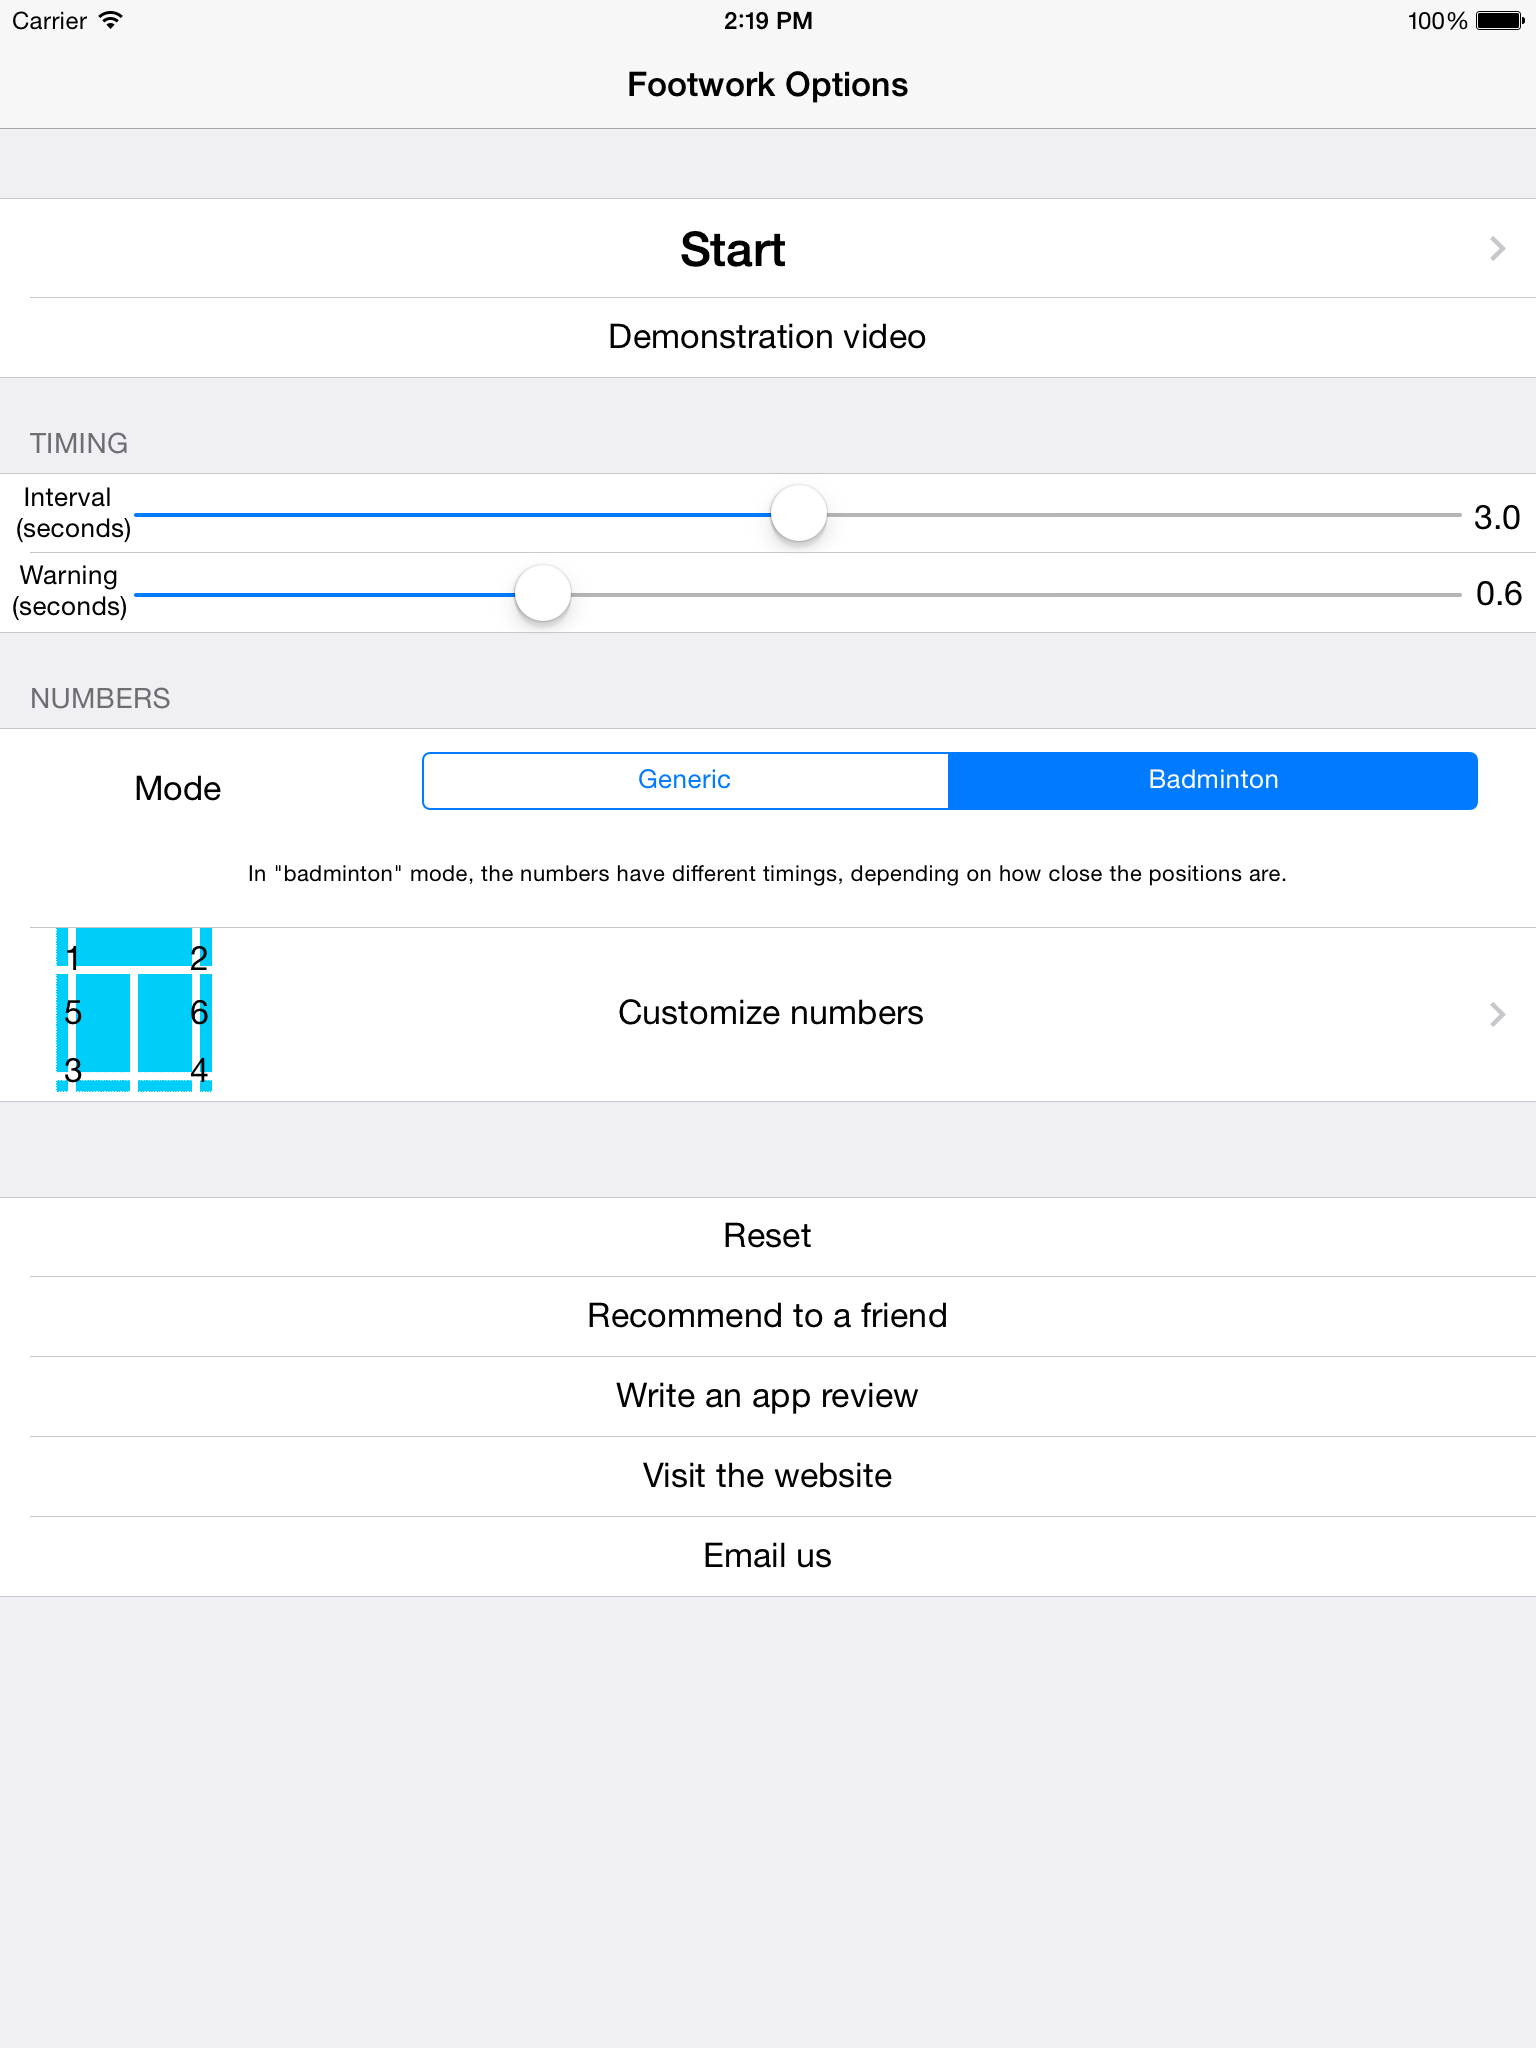 Carrier 2:19 PM 100%
Footwork Options
Start
Demonstration video
TIMING
Interval
(seconds)
3.0
Warning
(seconds)
0.6
NUMBERS
Mode Generic Badminton
In "badminton" mode, the numbers have different timings, depending on how close the positions are.
1 2
5 6
3 4
Customize numbers
Reset
Recommend to a friend
Write an app review
Visit the website
Email us